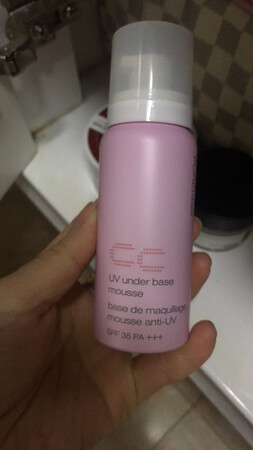 CC
UV under base
mousse
base de maquillage
mousse anti-UV
SPF 35 PA +++